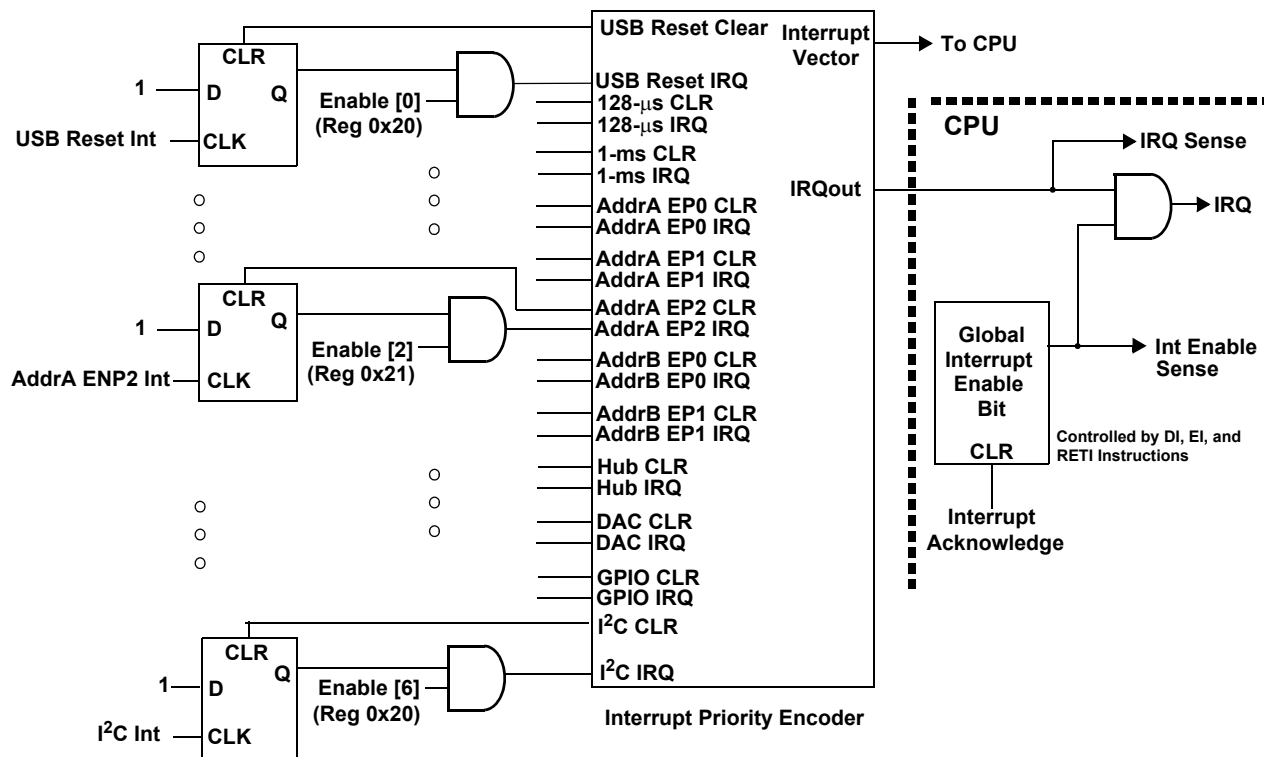 CLR
D
Q
CLK
1
USB Reset Int
Enable [0]
(Reg 0x20)
CLR
D
Q
CLK
1
AddrA ENP2 Int
Enable [2]
(Reg 0x21)
CLR
D
Q
CLK
1
I²C Int
Enable [6]
(Reg 0x20)
USB Reset Clear
USB Reset IRQ
128-μs CLR
128-μs IRQ
1-ms CLR
1-ms IRQ
AddrA EP0 CLR
AddrA EP0 IRQ
AddrA EP1 CLR
AddrA EP1 IRQ
AddrA EP2 CLR
AddrA EP2 IRQ
AddrB EP0 CLR
AddrB EP0 IRQ
AddrB EP1 CLR
AddrB EP1 IRQ
Hub CLR
Hub IRQ
DAC CLR
DAC IRQ
GPIO CLR
GPIO IRQ
I²C CLR
I²C IRQ
Interrupt
Vector
IRQout
Interrupt Priority Encoder
To CPU
CPU
IRQ Sense
IRQ
Global
Interrupt
Enable
Bit
CLR
Int Enable
Sense
Controlled by DI, EI, and
RETI Instructions
Interrupt
Acknowledge